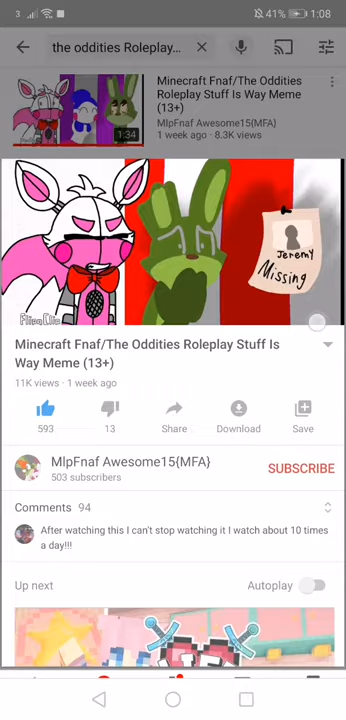 3
41%
1:08
the oddities Roleplay...
Minecraft Fnaf/The Oddities
Roleplay Stuff Is Way Meme
(13+)
MlpFnaf Awesome15{MFA}
1 week ago · 8.3K views
1:34
Jeremy
Missing
FlipaClip
Minecraft Fnaf/The Oddities Roleplay Stuff Is
Way Meme (13+)
11K views · 1 week ago
593
13
Share
Download
Save
MlpFnaf Awesome15{MFA}
503 subscribers
SUBSCRIBE
Comments 94
After watching this I can't stop watching it I watch about 10 times
a day!!!
Up next
Autoplay